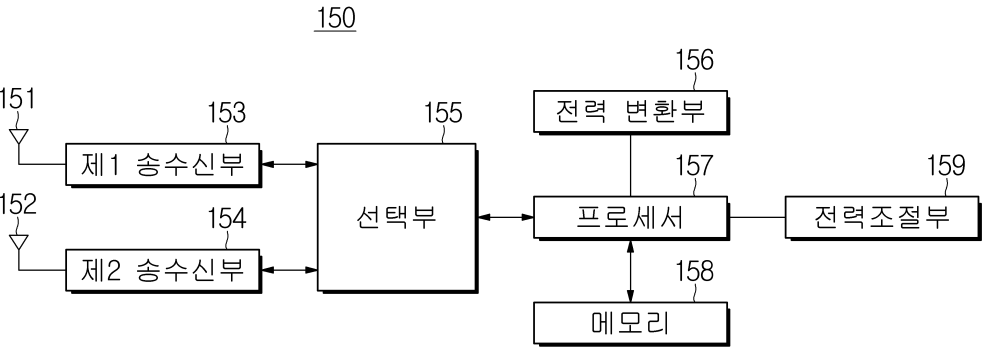 150
151
153
제1 송수신부
152
154
제2 송수신부
155
선택부
156
전력 변환부
157
프로세서
158
메모리
159
전력조절부